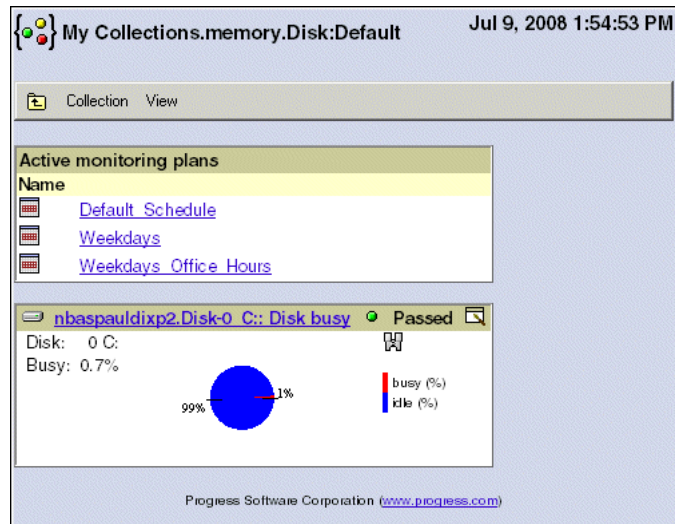 My Collections.memory.Disk:Default
Jul 9, 2008 1:54:53 PM
Collection View
Active monitoring plans
Name
Default_Schedule
Weekdays
Weekdays_Office_Hours
nbaspauldixp2.Disk-0_C:: Disk busy Passed
Disk: 0 C:
Busy: 0.7%
99%
1%
busy (%)
idle (%)
Progress Software Corporation (www.progress.com)